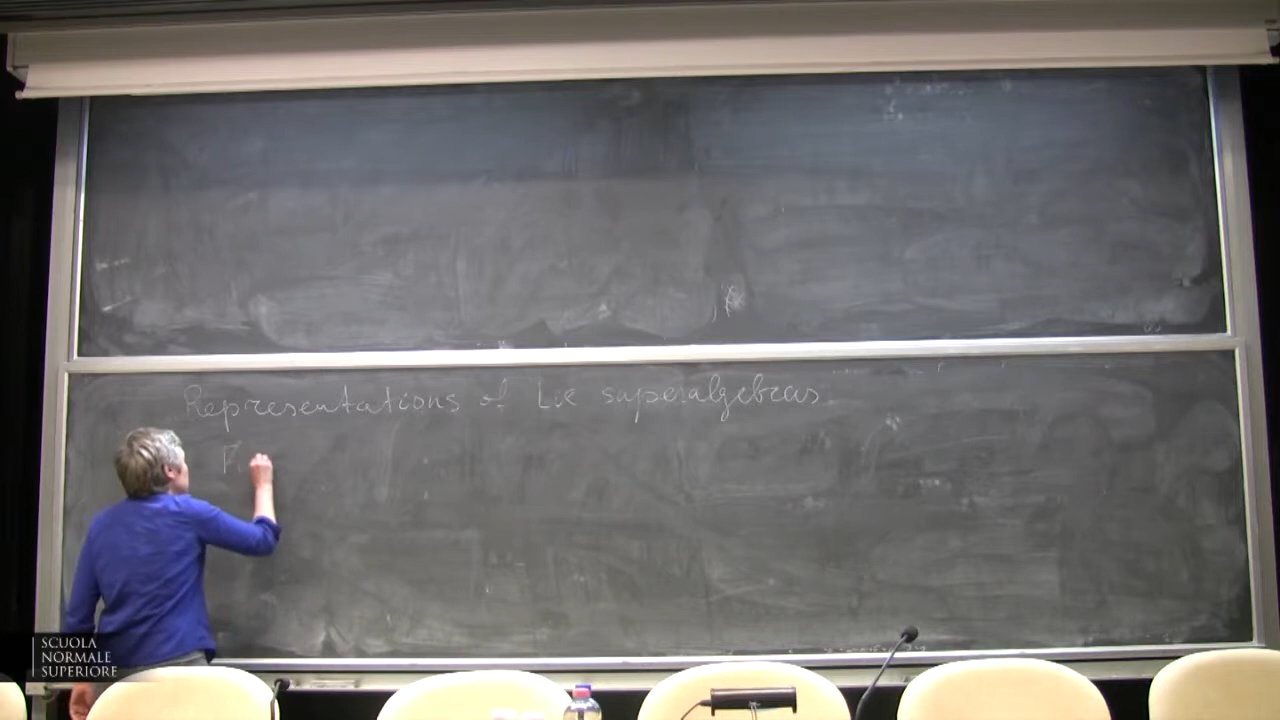 Representations of Lie superalgebras
F
SCUOLA
NORMALE
SUPERIORE